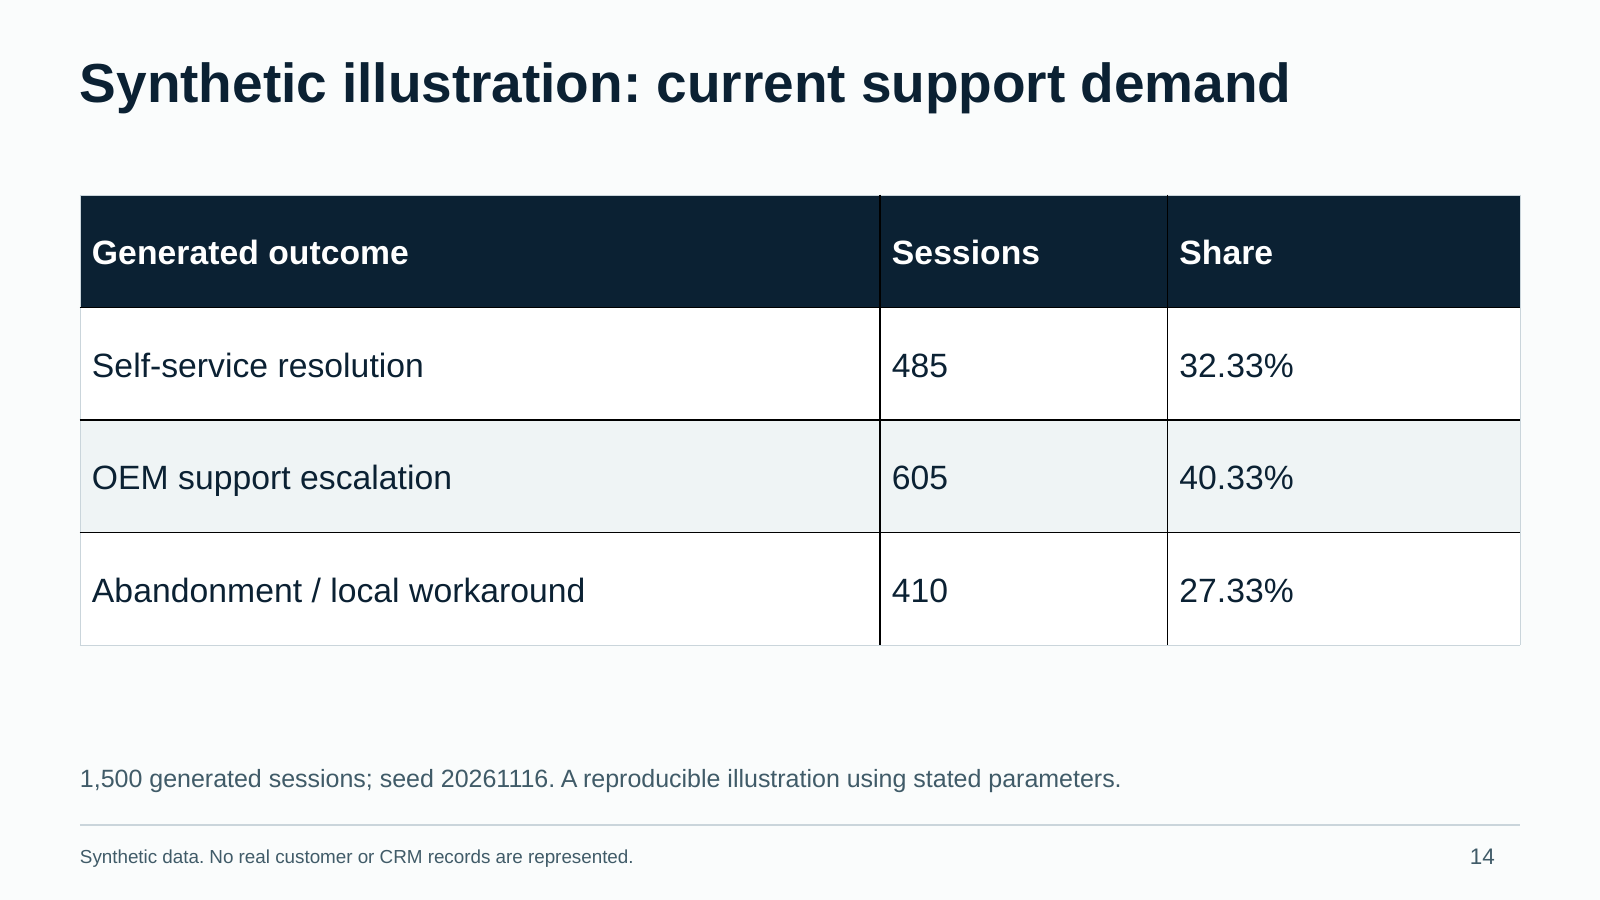 Synthetic illustration: current support demand
Generated outcome Sessions Share
Self-service resolution 485 32.33%
OEM support escalation 605 40.33%
Abandonment / local workaround 410 27.33%
1,500 generated sessions; seed 20261116. A reproducible illustration using stated parameters.
Synthetic data. No real customer or CRM records are represented. 14